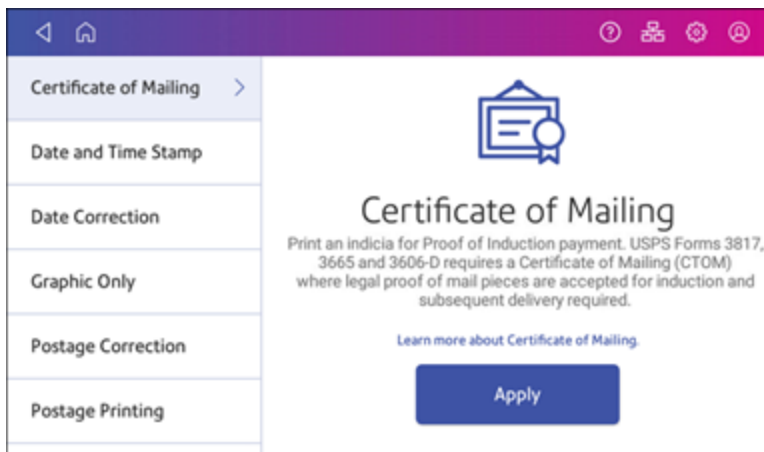 Certificate of Mailing
Date and Time Stamp
Date Correction
Graphic Only
Postage Correction
Postage Printing
Certificate of Mailing
Print an indicia for Proof of Induction payment. USPS Forms 3817,
3665 and 3606-D requires a Certificate of Mailing (CTOM)
where legal proof of mail pieces are accepted for induction and
subsequent delivery required.
Learn more about Certificate of Mailing.
Apply